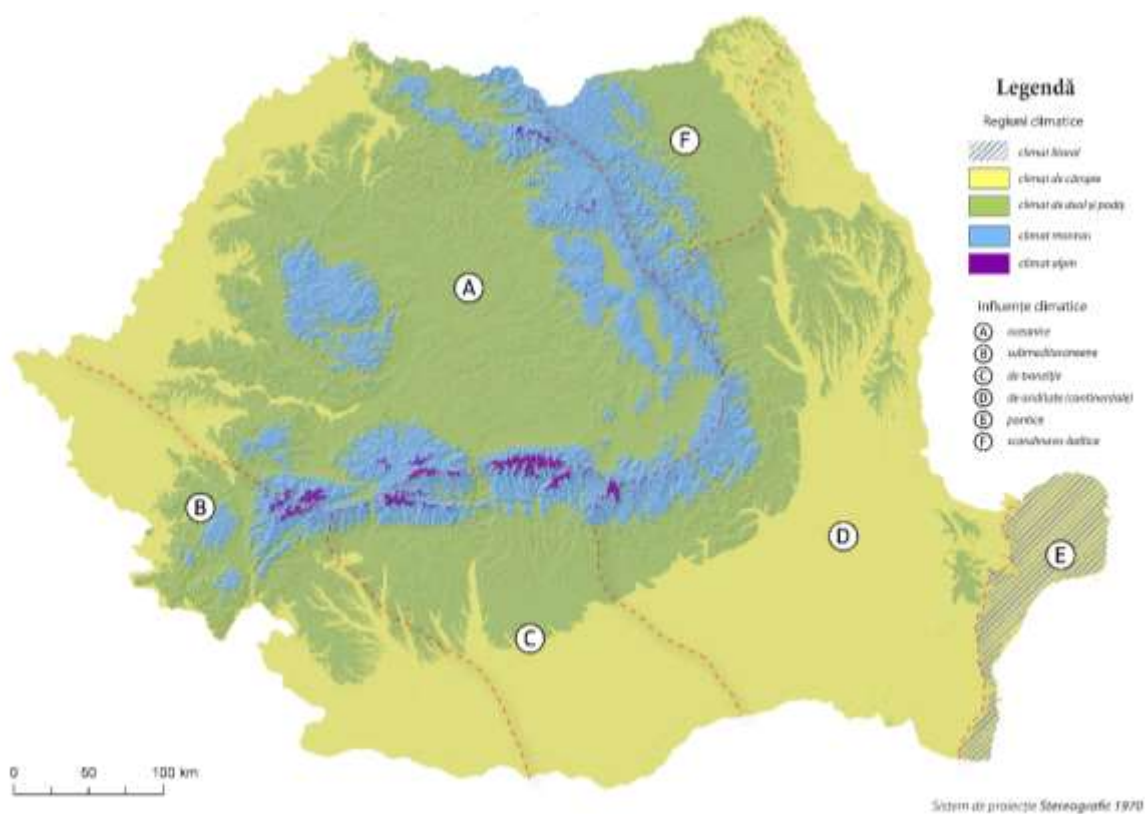 F
A
B
D
E
C
Legendă
Regiuni climatice
climat litoral
climat de câmpie
climat de deal și podiș
climat montan
climat alpin
Influențe climatice
A oceanice
B submediteraneene
C de tranziție
D de ariditate (continentale)
E pontice
F scandinavo-baltice
0 50 100 km
Sistem de proiecție Stereografic 1970